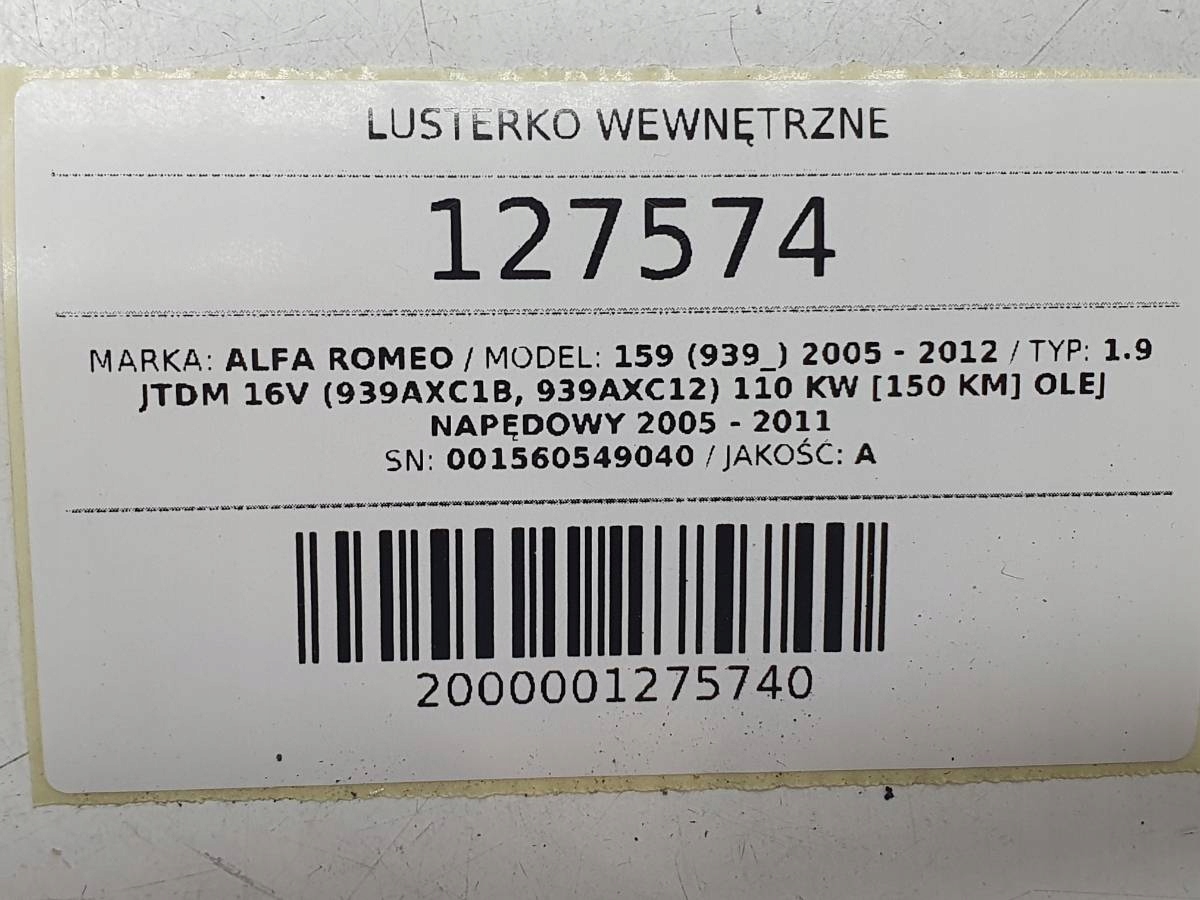 LUSTERKO WEWNĘTRZNE
127574
MARKA: ALFA ROMEO / MODEL: 159 (939_) 2005 - 2012 / TYP: 1.9
JTDM 16V (939AXC1B, 939AXC12) 110 KW [150 KM] OLEJ
NAPĘDOWY 2005 - 2011
SN: 001560549040 / JAKOŚĆ: A
2000001275740